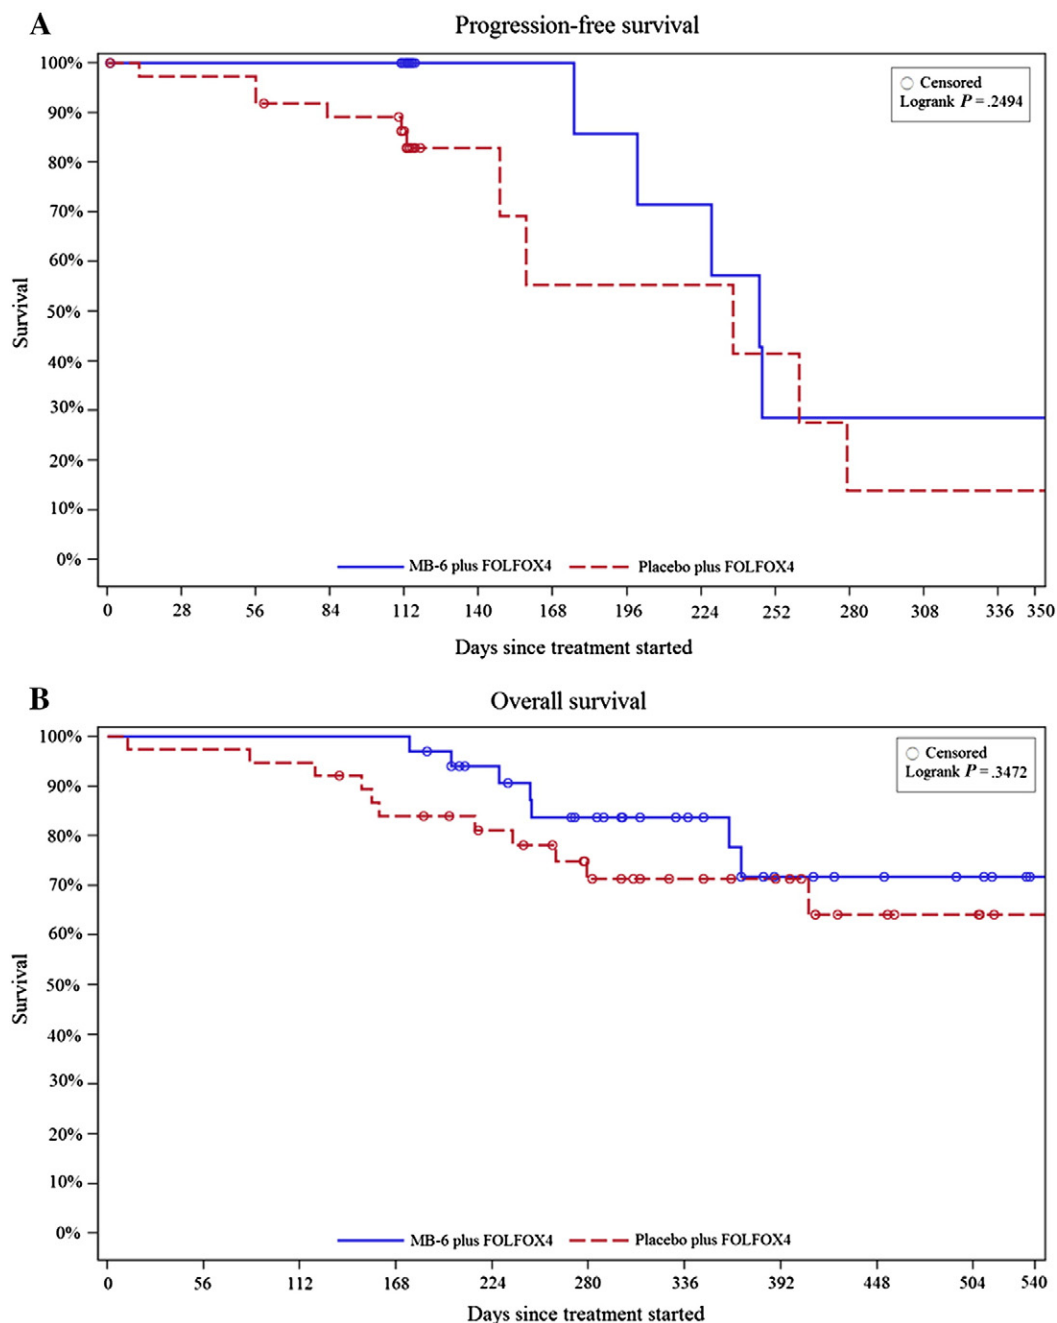 A
Progression-free survival
Censored
Logrank P = .2494
100%
90%
80%
70%
60%
50%
40%
30%
20%
10%
0%
Survival
MB-6 plus FOLFOX4
Placebo plus FOLFOX4
0 28 56 84 112 140 168 196 224 252 280 308 336 350
Days since treatment started
B
Overall survival
Censored
Logrank P = .3472
100%
90%
80%
70%
60%
50%
40%
30%
20%
10%
0%
Survival
MB-6 plus FOLFOX4
Placebo plus FOLFOX4
0 56 112 168 224 280 336 392 448 504 540
Days since treatment started